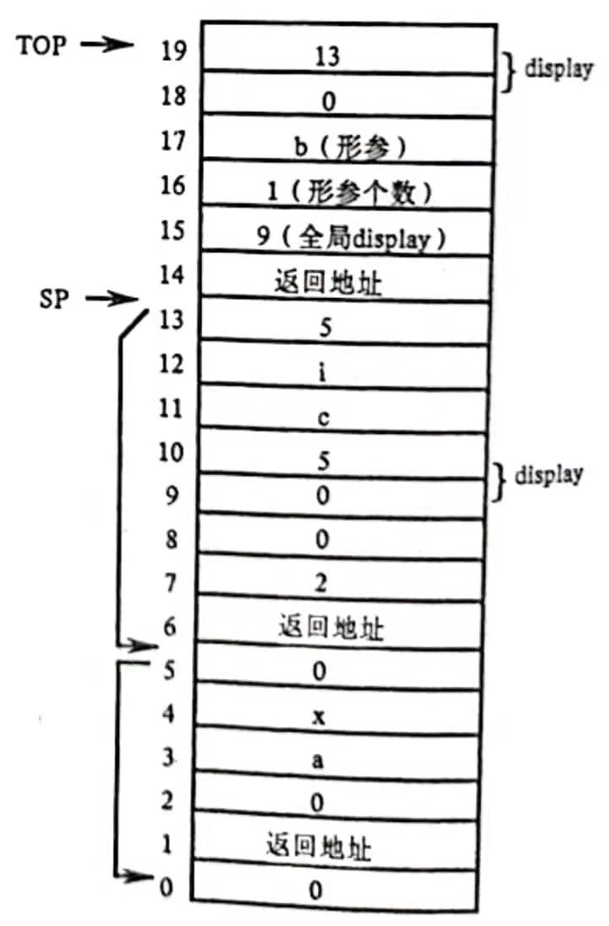 TOP 19 13 display
18 0
17 b（形参）
16 1（形参个数）
15 9（全局display）
14 返回地址
SP
13 5
12 i
11 c
10 5 display
9 0
8 0
7 2
6 返回地址
5 0
4 x
3 a
2 0
1 返回地址
0 0